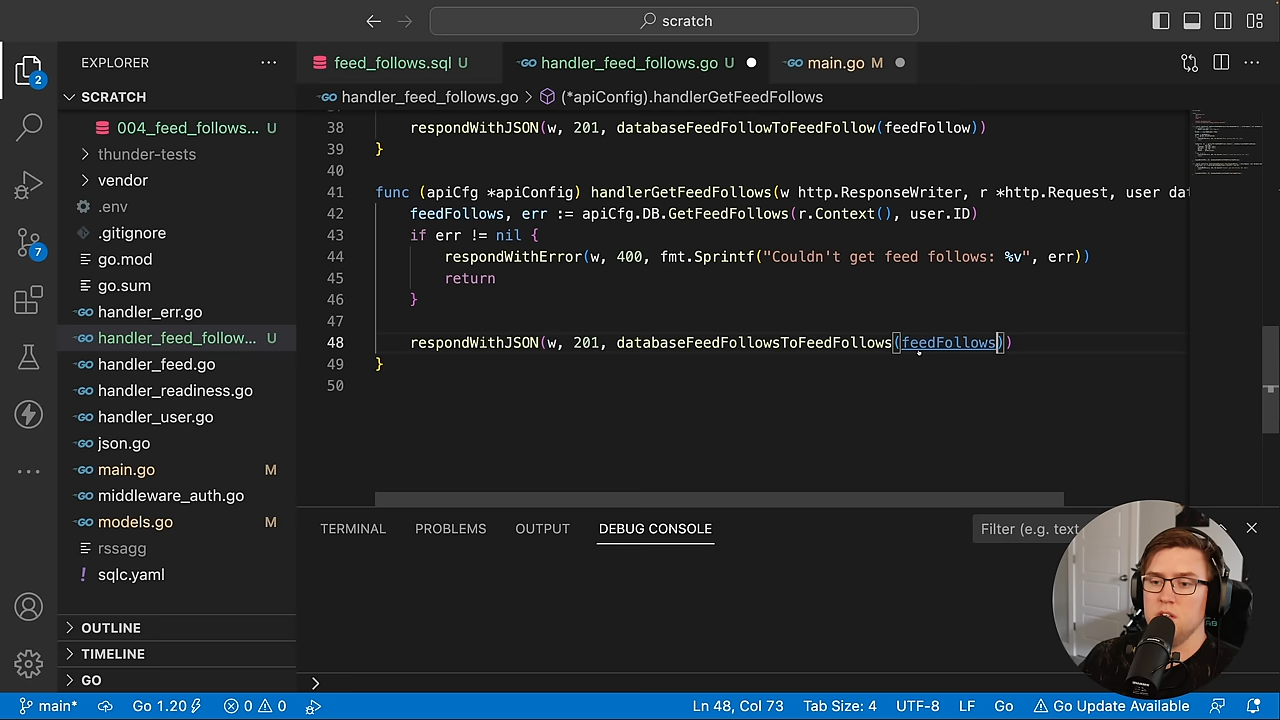 scratch
EXPLORER
SCRATCH
004_feed_follows... U
thunder-tests
vendor
.env
.gitignore
go.mod
go.sum
handler_err.go
handler_feed_follow... U
handler_feed.go
handler_readiness.go
handler_user.go
json.go
main.go M
middleware_auth.go
models.go M
rssagg
sqlc.yaml
OUTLINE
TIMELINE
GO
2
7
feed_follows.sql U
handler_feed_follows.go U
main.go M
handler_feed_follows.go > (*apiConfig).handlerGetFeedFollows
38 respondWithJSON(w, 201, databaseFeedFollowToFeedFollow(feedFollow))
39 }
40
41 func (apiCfg *apiConfig) handlerGetFeedFollows(w http.ResponseWriter, r *http.Request, user dat
42 feedFollows, err := apiCfg.DB.GetFeedFollows(r.Context(), user.ID)
43 if err != nil {
44 respondWithError(w, 400, fmt.Sprintf("Couldn't get feed follows: %v", err))
45 return
46 }
47
48 respondWithJSON(w, 201, databaseFeedFollowsToFeedFollows(feedFollows))
49 }
50
TERMINAL PROBLEMS OUTPUT DEBUG CONSOLE
Filter (e.g. text
main* Go 1.20 0 0 Ln 48, Col 73 Tab Size: 4 UTF-8 LF Go Go Update Available